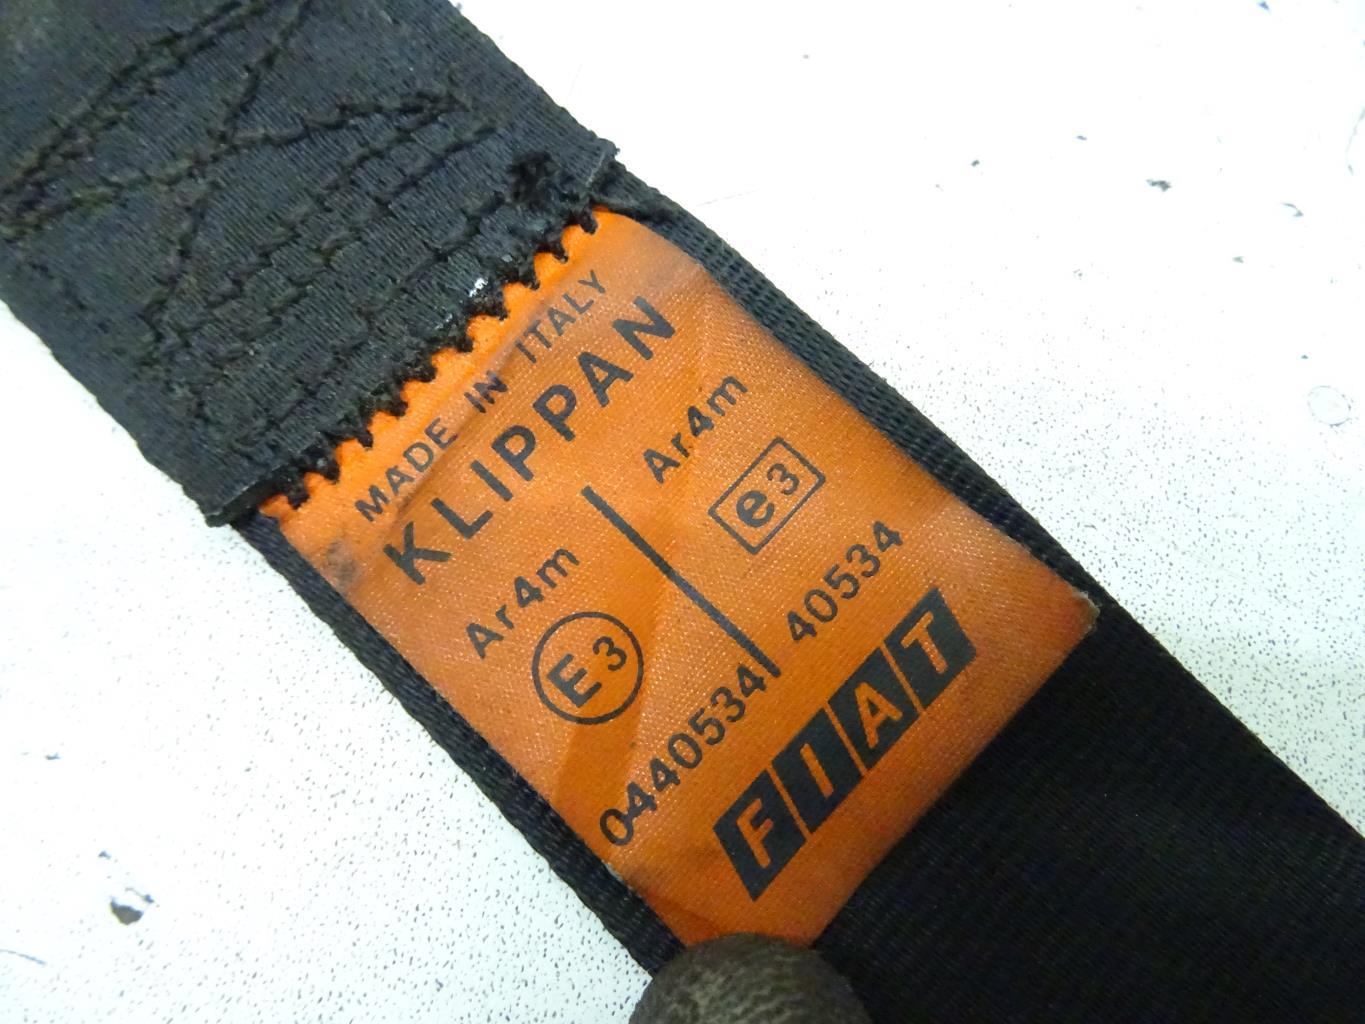 MADE IN ITALY
KLIPPAN
Ar4m
E3
0440534
Ar4m
e3
40534
FIAT